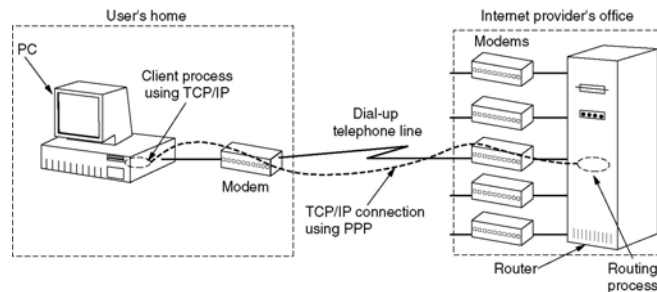 User's home
Internet provider's office
PC
Client process
using TCP/IP
Modems
Dial-up
telephone line
Modem
TCP/IP connection
using PPP
Router
Routing
process